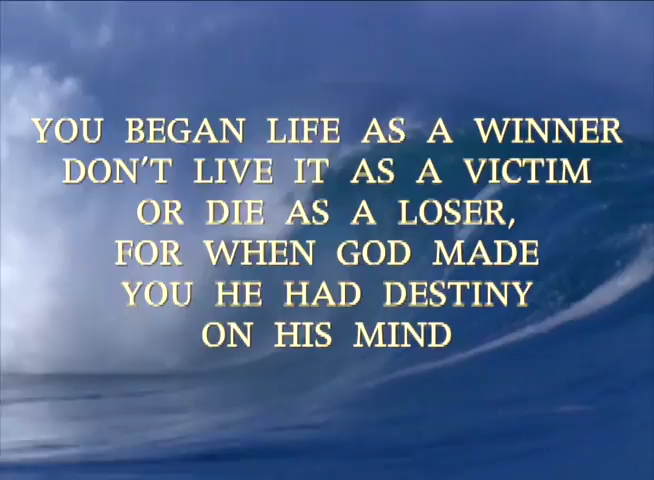 YOU BEGAN LIFE AS A WINNER
DON'T LIVE IT AS A VICTIM
OR DIE AS A LOSER,
FOR WHEN GOD MADE
YOU HE HAD DESTINY
ON HIS MIND